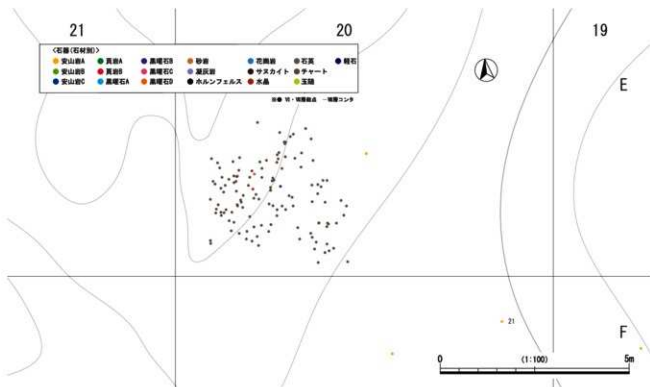 21 20 19
<石器(石材別)>
安山岩A 頁岩A 黒曜石B 砂岩 花崗岩 石英 軽石
安山岩B 頁岩B 黒曜石C 凝灰岩 サヌカイト チャート
安山岩C 黒曜石A 黒曜石D ホルンフェルス 水晶 玉髄
E
21
F
0 (1:100) 5m